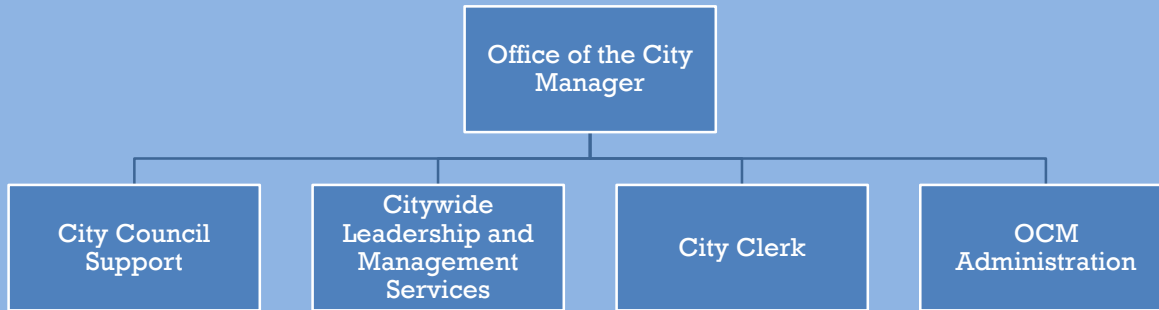 Office of the City
Manager
City Council
Support
Citywide
Leadership and
Management
Services
City Clerk
OCM
Administration